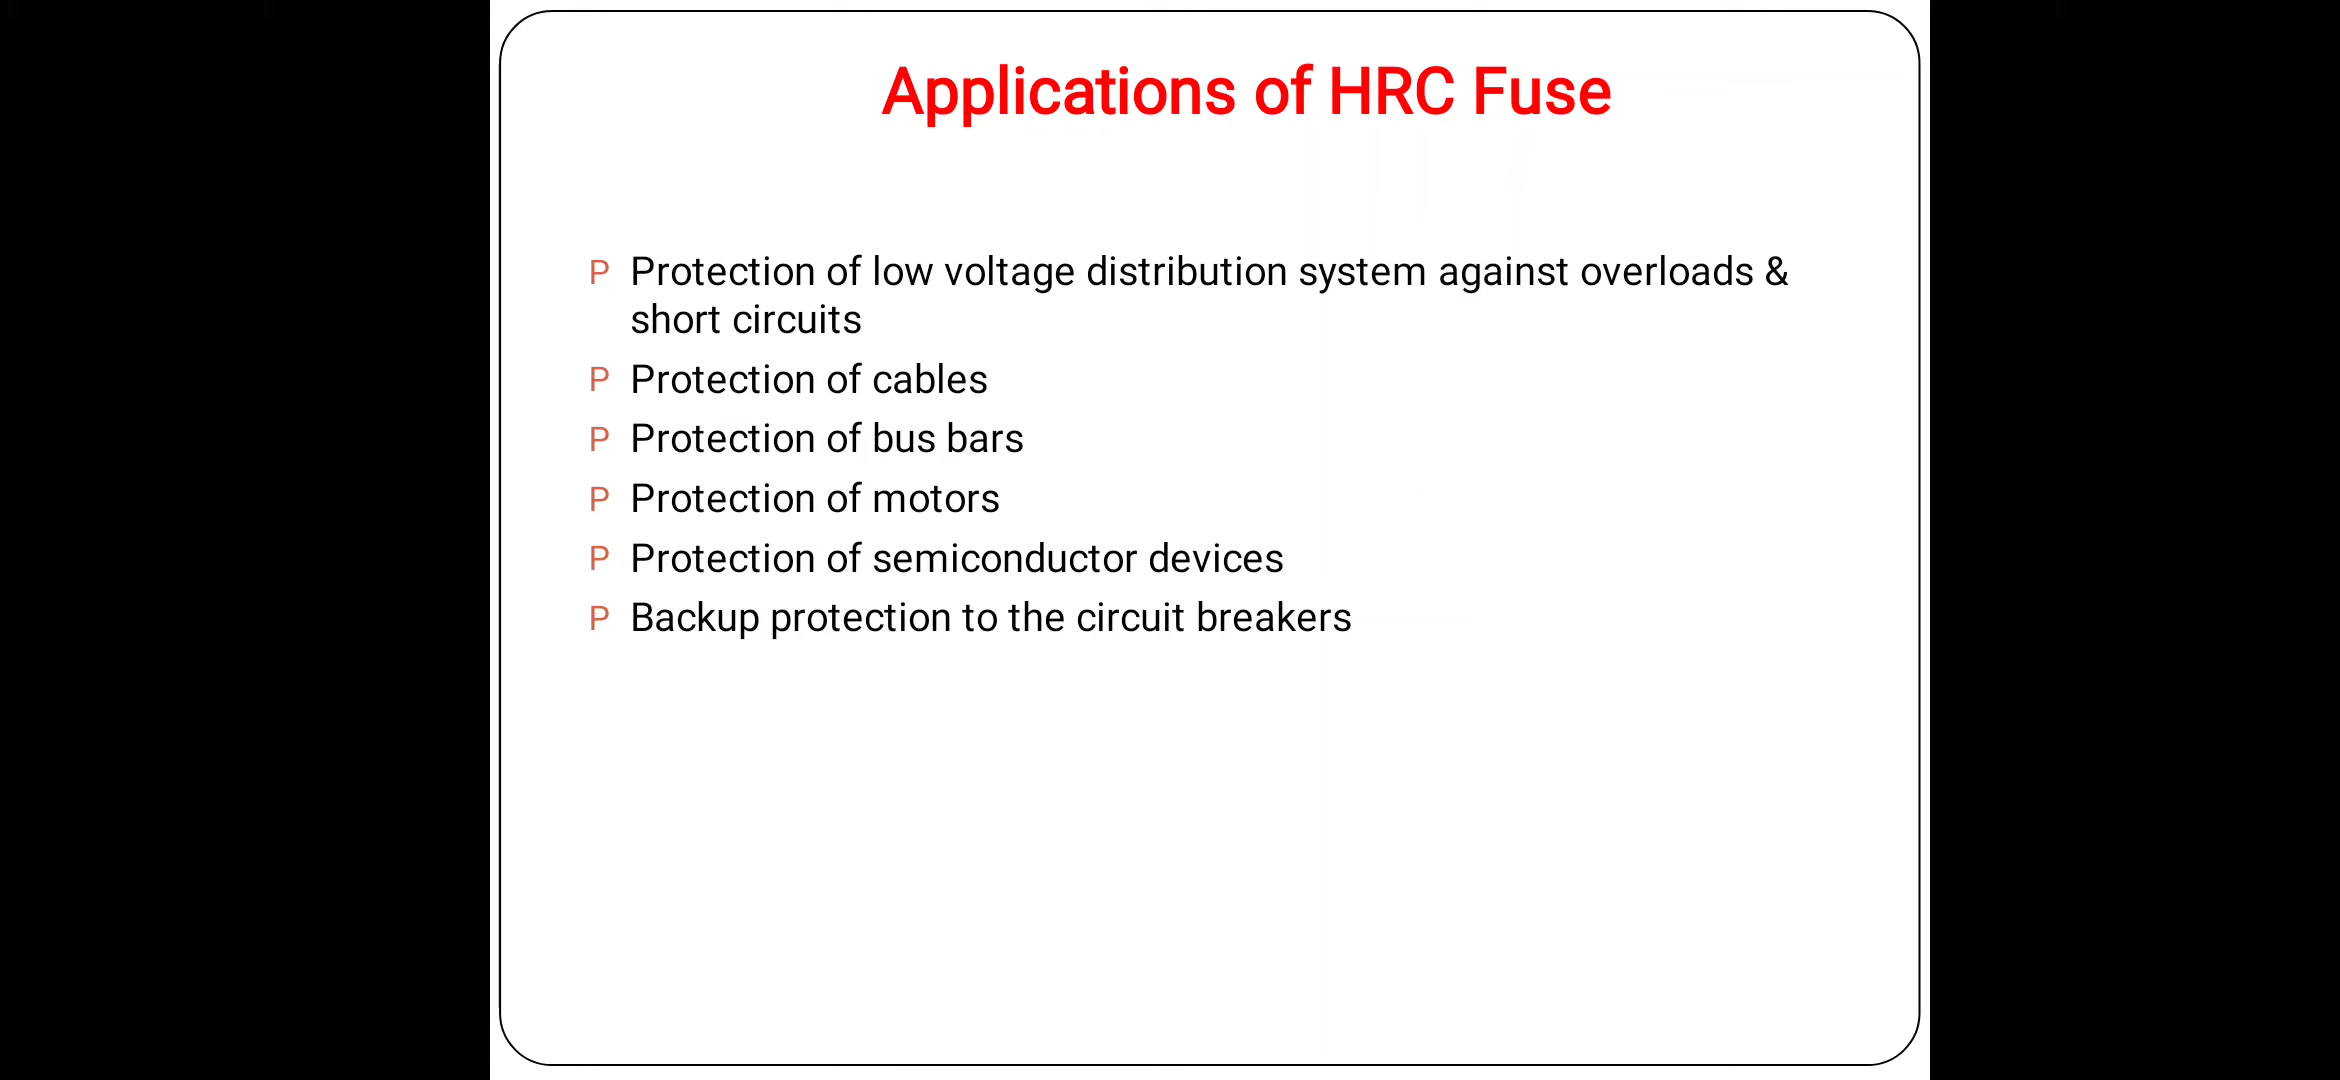 Applications of HRC Fuse
P Protection of low voltage distribution system against overloads &
short circuits
P Protection of cables
P Protection of bus bars
P Protection of motors
P Protection of semiconductor devices
P Backup protection to the circuit breakers